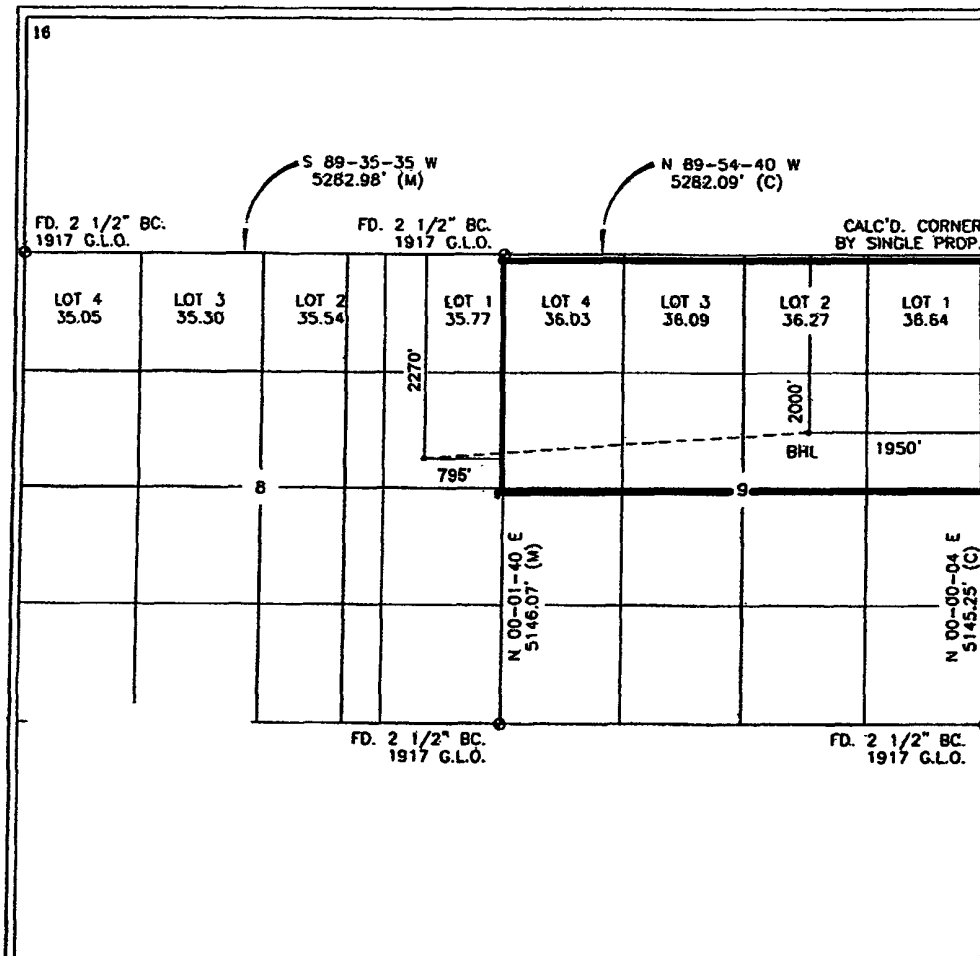 16
S 89-35-35 W
5282.98' (M)
N 89-54-40 W
5282.09' (C)
FD. 2 1/2" BC.
1917 G.L.O.
FD. 2 1/2" BC.
1917 G.L.O.
CALC'D. CORNER
BY SINGLE PROP.
LOT 4
35.05
LOT 3
35.30
LOT 2
35.54
LOT 1
35.77
LOT 4
36.03
LOT 3
36.09
LOT 2
36.27
LOT 1
36.64
2270'
2000'
795'
BHL
1950'
8
9
N 00-01-40 E
5146.07' (M)
N 00-00-04 E
5145.25' (C)
FD. 2 1/2" BC.
1917 G.L.O.
FD. 2 1/2" BC.
1917 G.L.O.